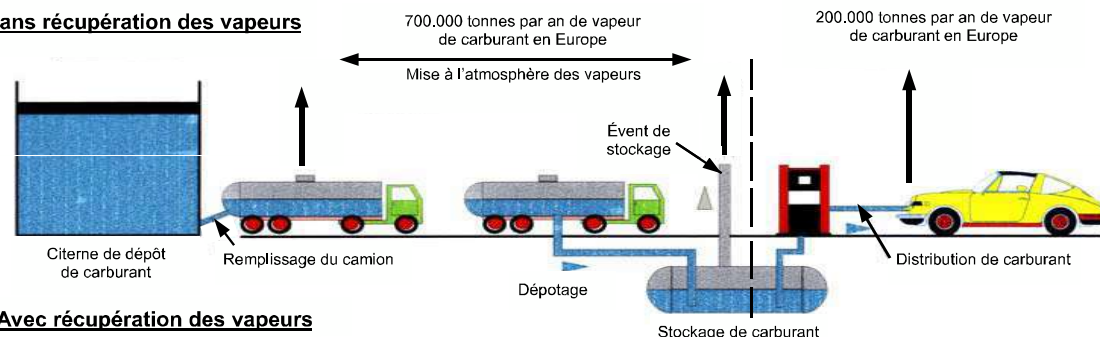 ans récupération des vapeurs
700.000 tonnes par an de vapeur
de carburant en Europe
200.000 tonnes par an de vapeur
de carburant en Europe
Mise à l'atmosphère des vapeurs
Évent de
stockage
Citerne de dépôt
de carburant
Remplissage du camion
Distribution de carburant
Dépotage
Stockage de carburant
Avec récupération des vapeurs